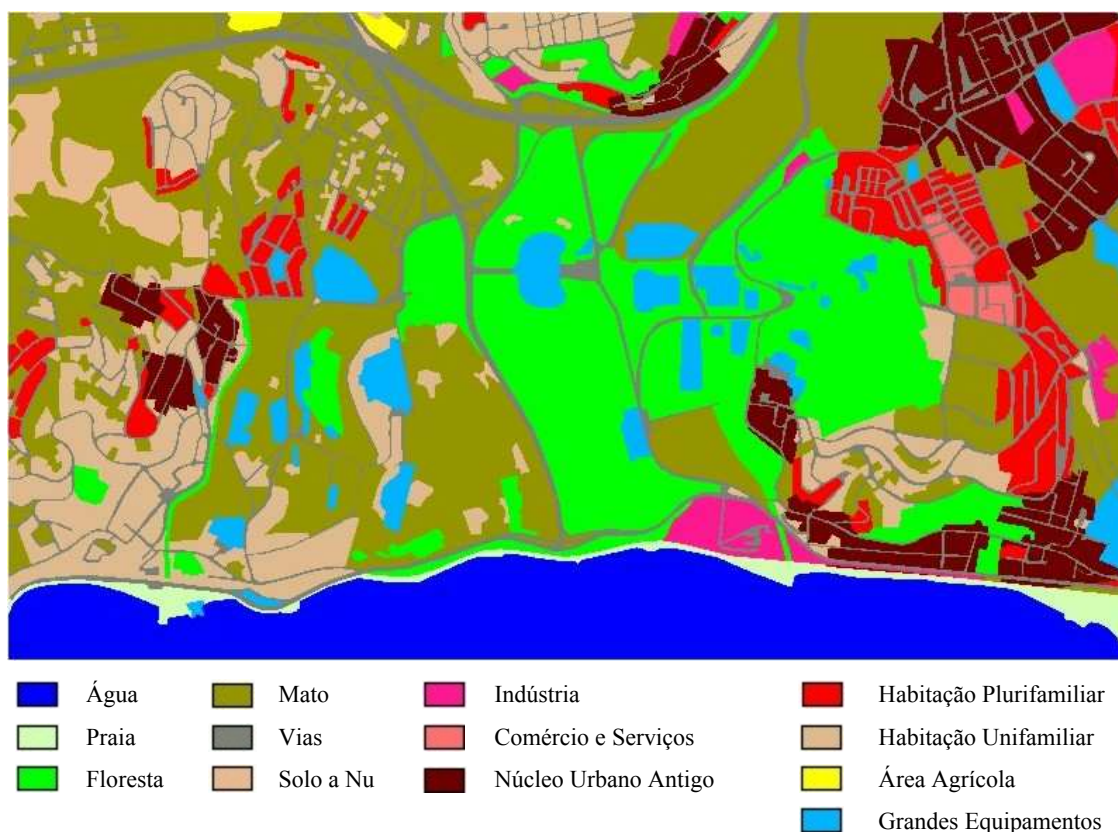 Água
Mato
Indústria
Habitação Plurifamiliar
Praia
Vias
Comércio e Serviços
Habitação Unifamiliar
Floresta
Solo a Nu
Núcleo Urbano Antigo
Área Agrícola
Grandes Equipamentos